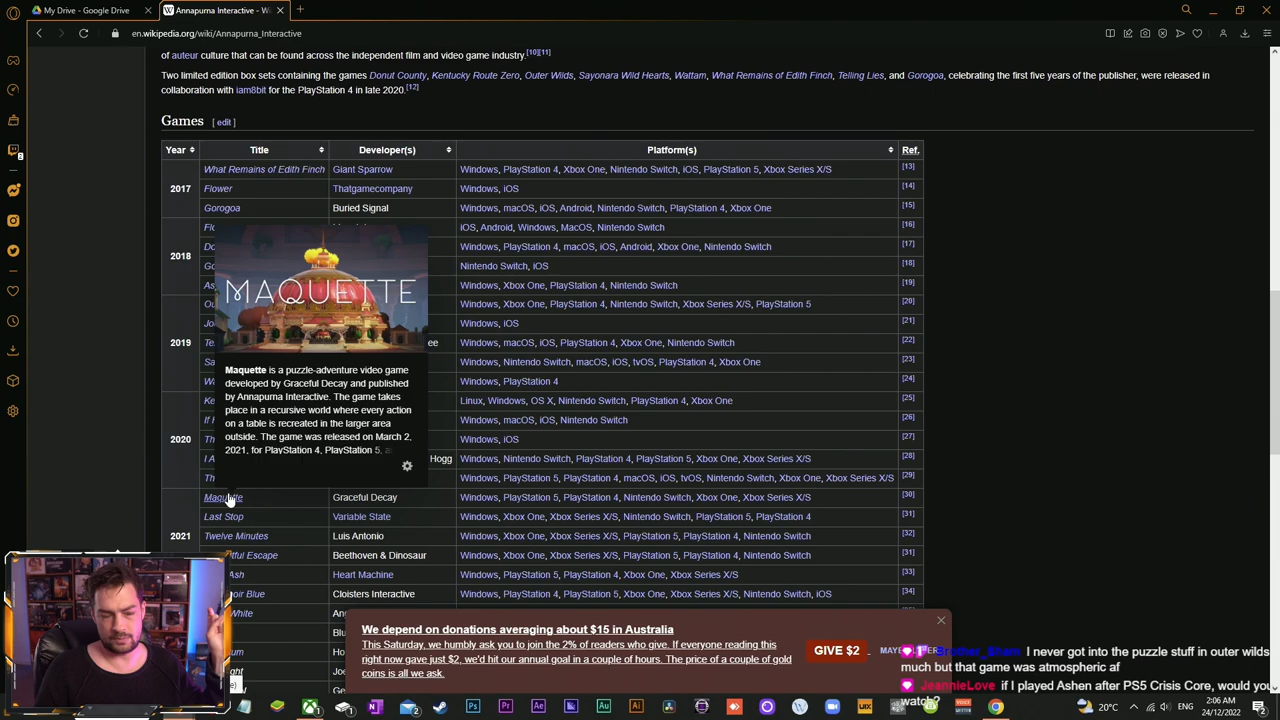 My Drive - Google Drive
Annapurna Interactive - Wi
en.wikipedia.org/wiki/Annapurna_Interactive
of auteur culture that can be found across the independent film and video game industry.[10][11]
Two limited edition box sets containing the games Donut County, Kentucky Route Zero, Outer Wilds, Sayonara Wild Hearts, Wattam, What Remains of Edith Finch, Telling Lies, and Gorogoa, celebrating the first five years of the publisher, were released in
collaboration with iam8bit for the PlayStation 4 in late 2020.[12]
Games [ edit ]
Year Title Developer(s) Platform(s) Ref.
What Remains of Edith Finch Giant Sparrow Windows, PlayStation 4, Xbox One, Nintendo Switch, iOS, PlayStation 5, Xbox Series X/S [13]
2017 Flower Thatgamecompany Windows, iOS [14]
Gorogoa Buried Signal Windows, macOS, iOS, Android, Nintendo Switch, PlayStation 4, Xbox One [15]
Flo iOS, Android, Windows, MacOS, Nintendo Switch [16]
Do Windows, PlayStation 4, macOS, iOS, Android, Xbox One, Nintendo Switch [17]
2018
Go Nintendo Switch, iOS [18]
As Windows, Xbox One, PlayStation 4, Nintendo Switch [19]
MAQUETTE
Ou Windows, Xbox One, PlayStation 4, Nintendo Switch, Xbox Series X/S, PlayStation 5 [20]
Jo Windows, iOS [21]
2019 Te ee Windows, macOS, iOS, PlayStation 4, Xbox One, Nintendo Switch [22]
Sa Windows, Nintendo Switch, macOS, iOS, tvOS, PlayStation 4, Xbox One [23]
Wa Windows, PlayStation 4 [24]
Maquette is a puzzle-adventure video game
developed by Graceful Decay and published
by Annapurna Interactive. The game takes
place in a recursive world where every action
on a table is recreated in the larger area
outside. The game was released on March 2,
2021, for PlayStation 4, PlayStation 5, a
Ke Linux, Windows, OS X, Nintendo Switch, PlayStation 4, Xbox One [25]
If Windows, macOS, iOS, Nintendo Switch [26]
2020 Th Windows, iOS [27]
I A Hogg Windows, Nintendo Switch, PlayStation 4, PlayStation 5, Xbox One, Xbox Series X/S [28]
Th Windows, PlayStation 5, PlayStation 4, macOS, iOS, tvOS, Nintendo Switch, Xbox One, Xbox Series X/S [29]
Maquette Graceful Decay Windows, PlayStation 5, PlayStation 4, Nintendo Switch, Xbox One, Xbox Series X/S [30]
Last Stop Variable State Windows, Xbox One, Xbox Series X/S, Nintendo Switch, PlayStation 5, PlayStation 4 [31]
2021 Twelve Minutes Luis Antonio Windows, Xbox One, Xbox Series X/S, PlayStation 5, PlayStation 4, Nintendo Switch [32]
tful Escape Beethoven & Dinosaur Windows, Xbox One, Xbox Series X/S, PlayStation 5, PlayStation 4, Nintendo Switch [31]
Ash Heart Machine Windows, PlayStation 5, PlayStation 4, Xbox One, Xbox Series X/S [33]
oir Blue Cloisters Interactive Windows, PlayStation 4, PlayStation 5, Xbox One, Xbox Series X/S, Nintendo Switch, iOS [34]
White
We depend on donations averaging about $15 in Australia
This Saturday, we humbly ask you to join the 2% of readers who give. If everyone reading this
right now gave just $2, we'd hit our annual goal in a couple of hours. The price of a couple of gold
coins is all we ask.
GIVE $2
Brother_Sham I never got into the puzzle stuff in outer wilds
much but that game was atmospheric af
JeannieLove if I played Ashen after PS5 Crisis Core, would you
watch?
20°C
ENG
2:06 AM
24/12/2022